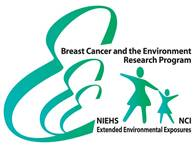 Breast Cancer and the Environment
Research Program
NIEHS NCI
Extended Environmental Exposures